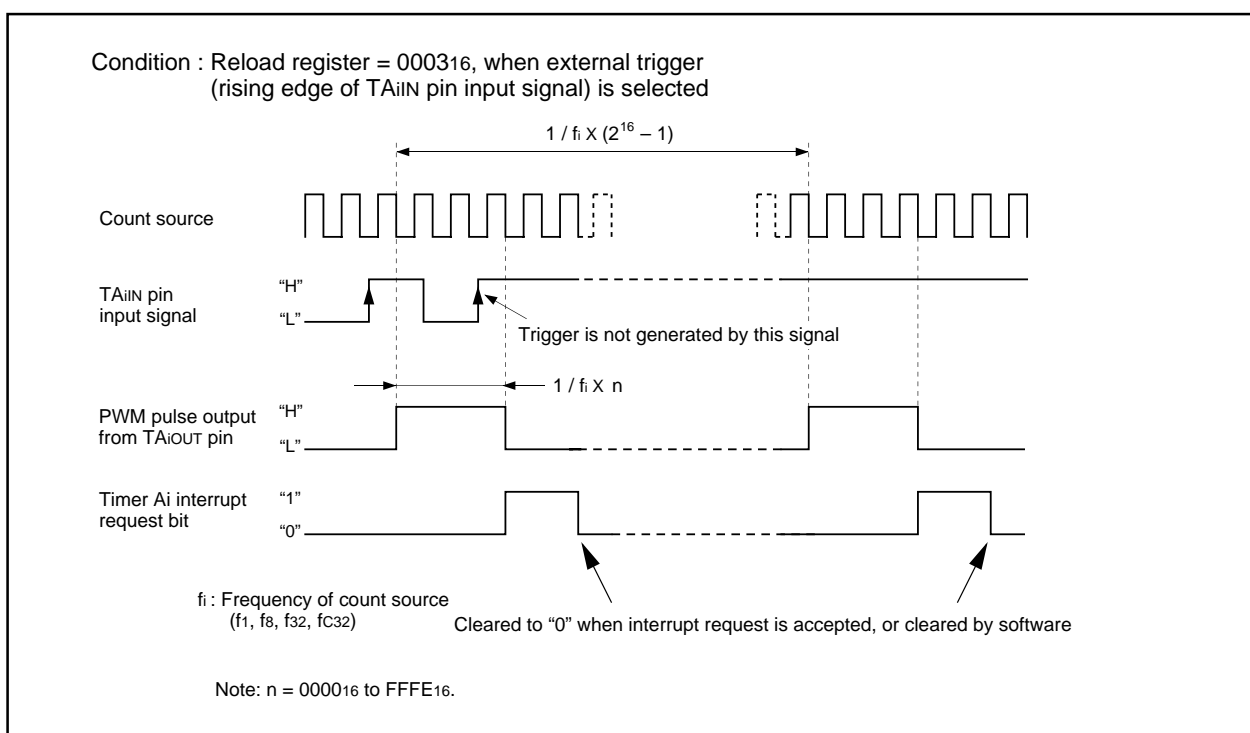 Condition : Reload register = 000316, when external trigger
(rising edge of TAiIN pin input signal) is selected
1 / fi X (2^16 – 1)
Count source
TAiIN pin
input signal
“H”
“L”
Trigger is not generated by this signal
1 / fi X n
PWM pulse output
from TAiOUT pin
“H”
“L”
Timer Ai interrupt
request bit
“1”
“0”
fi : Frequency of count source
(f1, f8, f32, fC32)
Cleared to “0” when interrupt request is accepted, or cleared by software
Note: n = 000016 to FFFE16.